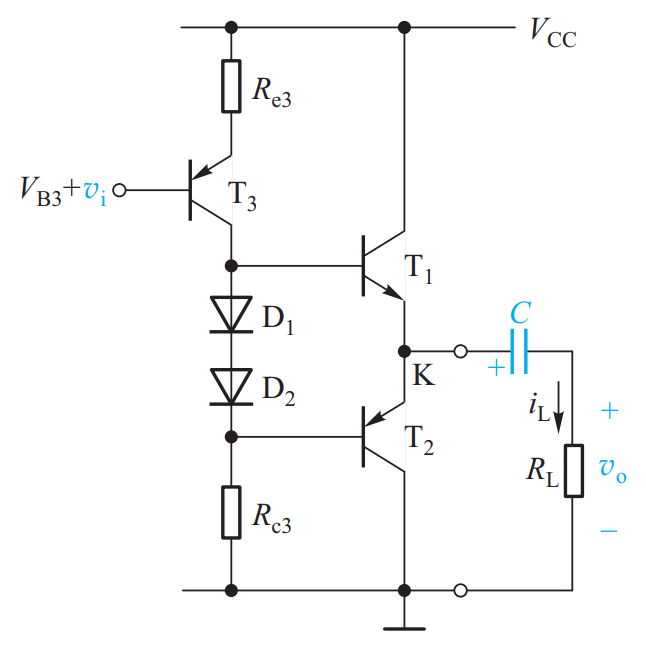 V_CC
R_e3
V_B3+v_i
T_3
T_1
D_1
C
+
K
D_2
i_L
+
T_2
R_L
v_o
R_c3
−